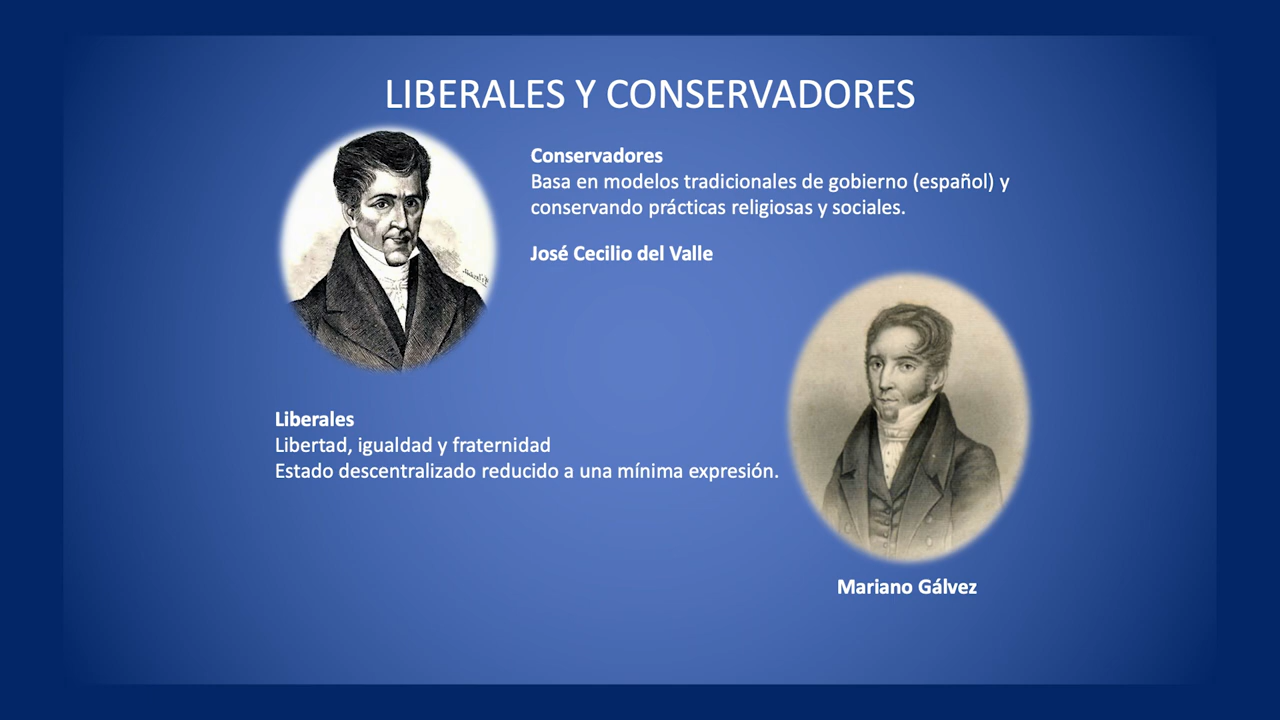 LIBERALES Y CONSERVADORES
Conservadores
Basa en modelos tradicionales de gobierno (español) y
conservando prácticas religiosas y sociales.
José Cecilio del Valle
Liberales
Libertad, igualdad y fraternidad
Estado descentralizado reducido a una mínima expresión.
Mariano Gálvez